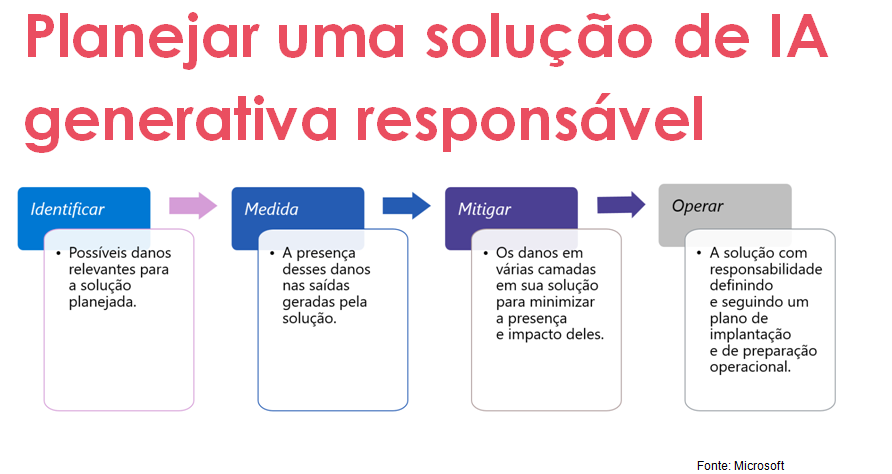 Planejar uma solução de IA
generativa responsável
Identificar
• Possíveis danos
relevantes para
a solução
planejada.
Medida
• A presença
desses danos
nas saídas
geradas pela
solução.
Mitigar
• Os danos em
várias camadas
em sua solução
para minimizar
a presença
e impacto deles.
Operar
• A solução com
responsabilidade
definindo
e seguindo um
plano de
implantação
e de preparação
operacional.
Fonte: Microsoft